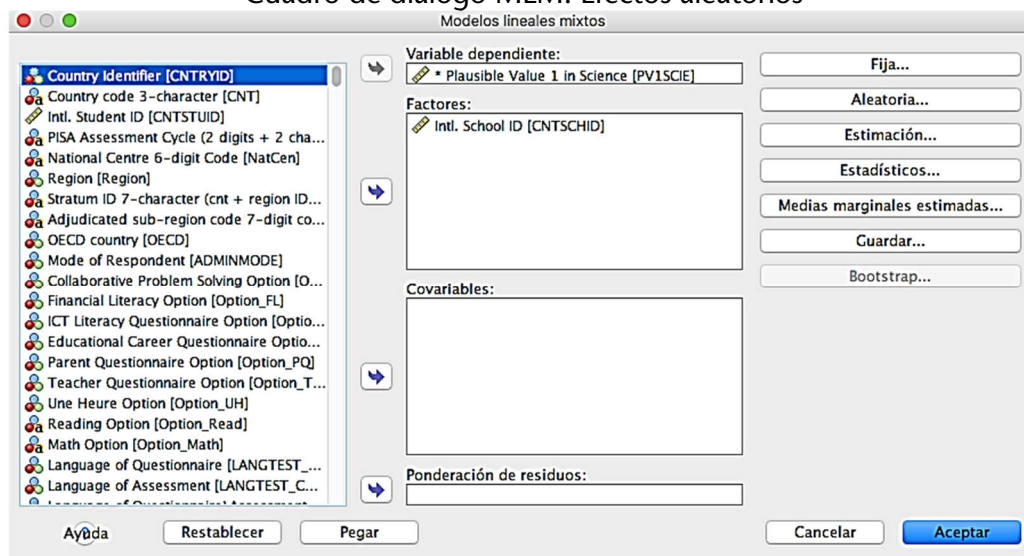 Cuadro de diálogo MLM: Efectos aleatorios
Modelos lineales mixtos
Country Identifier [CNTRYID]
Country code 3-character [CNT]
Intl. Student ID [CNTSTUID]
PISA Assessment Cycle (2 digits + 2 cha...
National Centre 6-digit Code [NatCen]
Region [Region]
Stratum ID 7-character (cnt + region ID...
Adjudicated sub-region code 7-digit co...
OECD country [OECD]
Mode of Respondent [ADMINMODE]
Collaborative Problem Solving Option [O...
Financial Literacy Option [Option_FL]
ICT Literacy Questionnaire Option [Optio...
Educational Career Questionnaire Optio...
Parent Questionnaire Option [Option_PQ]
Teacher Questionnaire Option [Option_T...
Une Heure Option [Option_UH]
Reading Option [Option_Read]
Math Option [Option_Math]
Language of Questionnaire [LANGTEST_...
Language of Assessment [LANGTEST_C...
Variable dependiente:
* Plausible Value 1 in Science [PV1SCIE]
Factores:
Intl. School ID [CNTSCHID]
Covariables:
Ponderación de residuos:
Fija...
Aleatoria...
Estimación...
Estadísticos...
Medias marginales estimadas...
Guardar...
Bootstrap...
Ayuda
Restablecer
Pegar
Cancelar
Aceptar